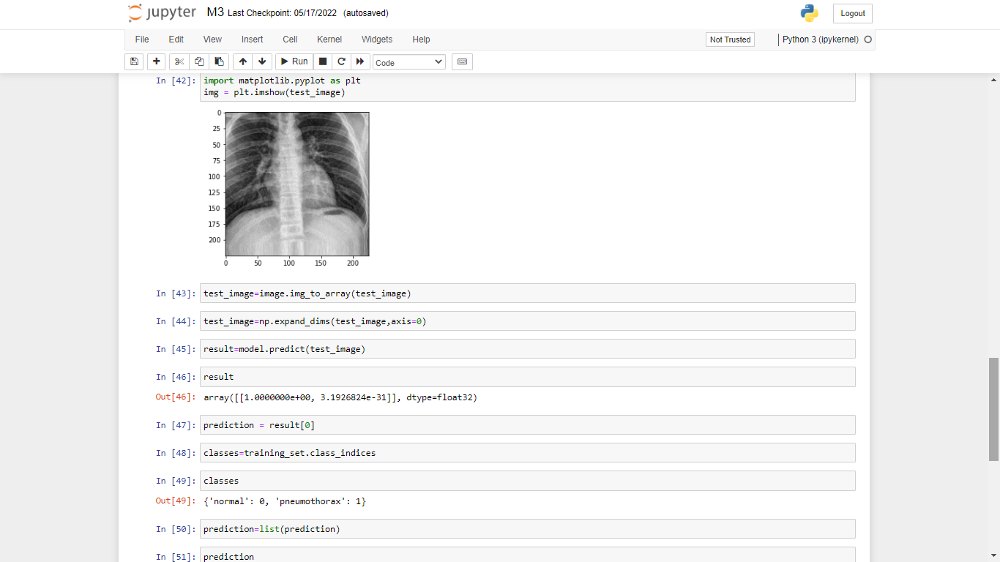 jupyter M3 Last Checkpoint: 05/17/2022 (autosaved) Logout
File Edit View Insert Cell Kernel Widgets Help Not Trusted Python 3 (ipykernel)
Run Code
In [42]: import matplotlib.pyplot as plt
img = plt.imshow(test_image)
0
25
50
75
100
125
150
175
200
0 50 100 150 200
In [43]: test_image=image.img_to_array(test_image)
In [44]: test_image=np.expand_dims(test_image,axis=0)
In [45]: result=model.predict(test_image)
In [46]: result
Out[46]: array([[1.0000000e+00, 3.1926824e-31]], dtype=float32)
In [47]: prediction = result[0]
In [48]: classes=training_set.class_indices
In [49]: classes
Out[49]: {'normal': 0, 'pneumothorax': 1}
In [50]: prediction=list(prediction)
In [51]: prediction